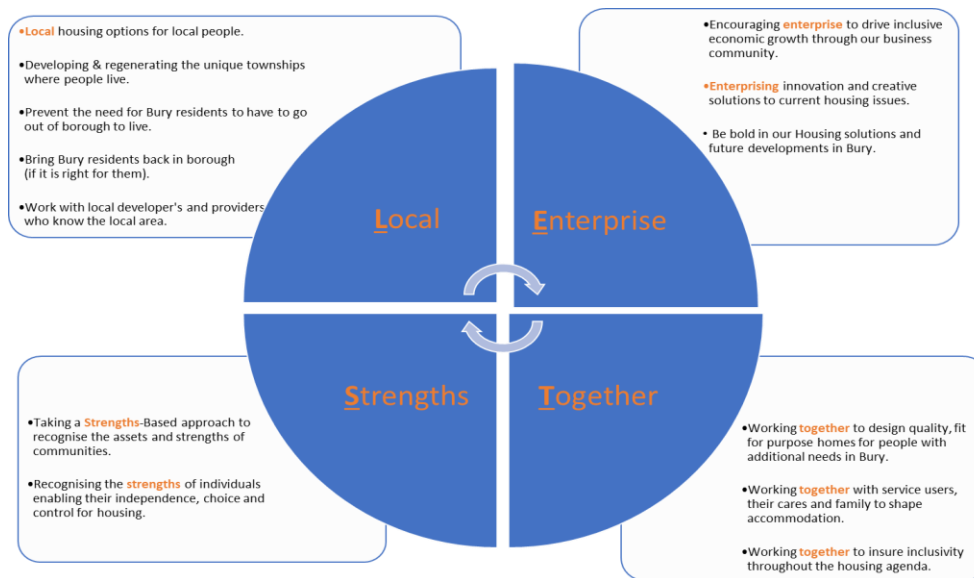 •Local housing options for local people.
•Developing & regenerating the unique townships
where people live.
•Prevent the need for Bury residents to have to go
out of borough to live.
•Bring Bury residents back in borough
(if it is right for them).
•Work with local developer's and providers
who know the local area.
•Encouraging enterprise to drive inclusive
economic growth through our business
community.
•Enterprising innovation and creative
solutions to current housing issues.
• Be bold in our Housing solutions and
future developments in Bury.
Local
Enterprise
Strengths
Together
•Taking a Strengths-Based approach to
recognise the assets and strengths of
communities.
•Recognising the strengths of individuals
enabling their independence, choice and
control for housing.
•Working together to design quality, fit
for purpose homes for people with
additional needs in Bury.
•Working together with service users,
their cares and family to shape
accommodation.
•Working together to insure inclusivity
throughout the housing agenda.